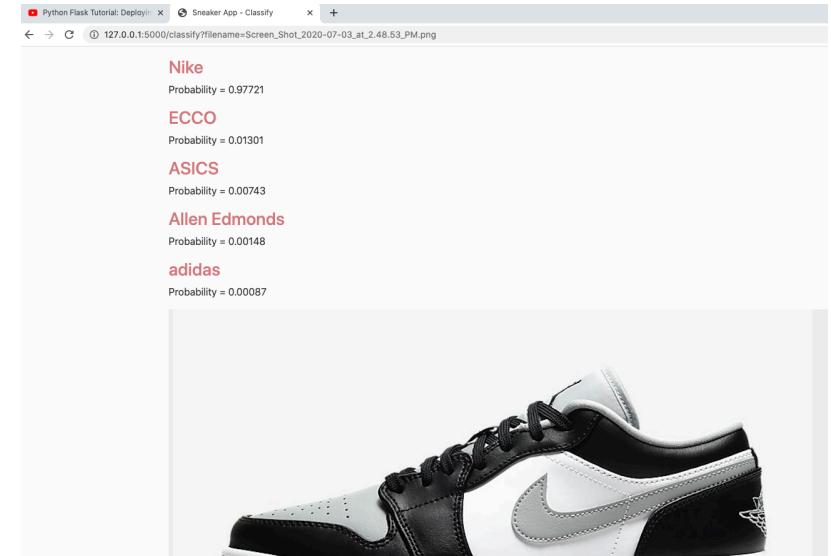 Python Flask Tutorial: Deployin
Sneaker App - Classify
127.0.0.1:5000/classify?filename=Screen_Shot_2020-07-03_at_2.48.53_PM.png
Nike
Probability = 0.97721
ECCO
Probability = 0.01301
ASICS
Probability = 0.00743
Allen Edmonds
Probability = 0.00148
adidas
Probability = 0.00087